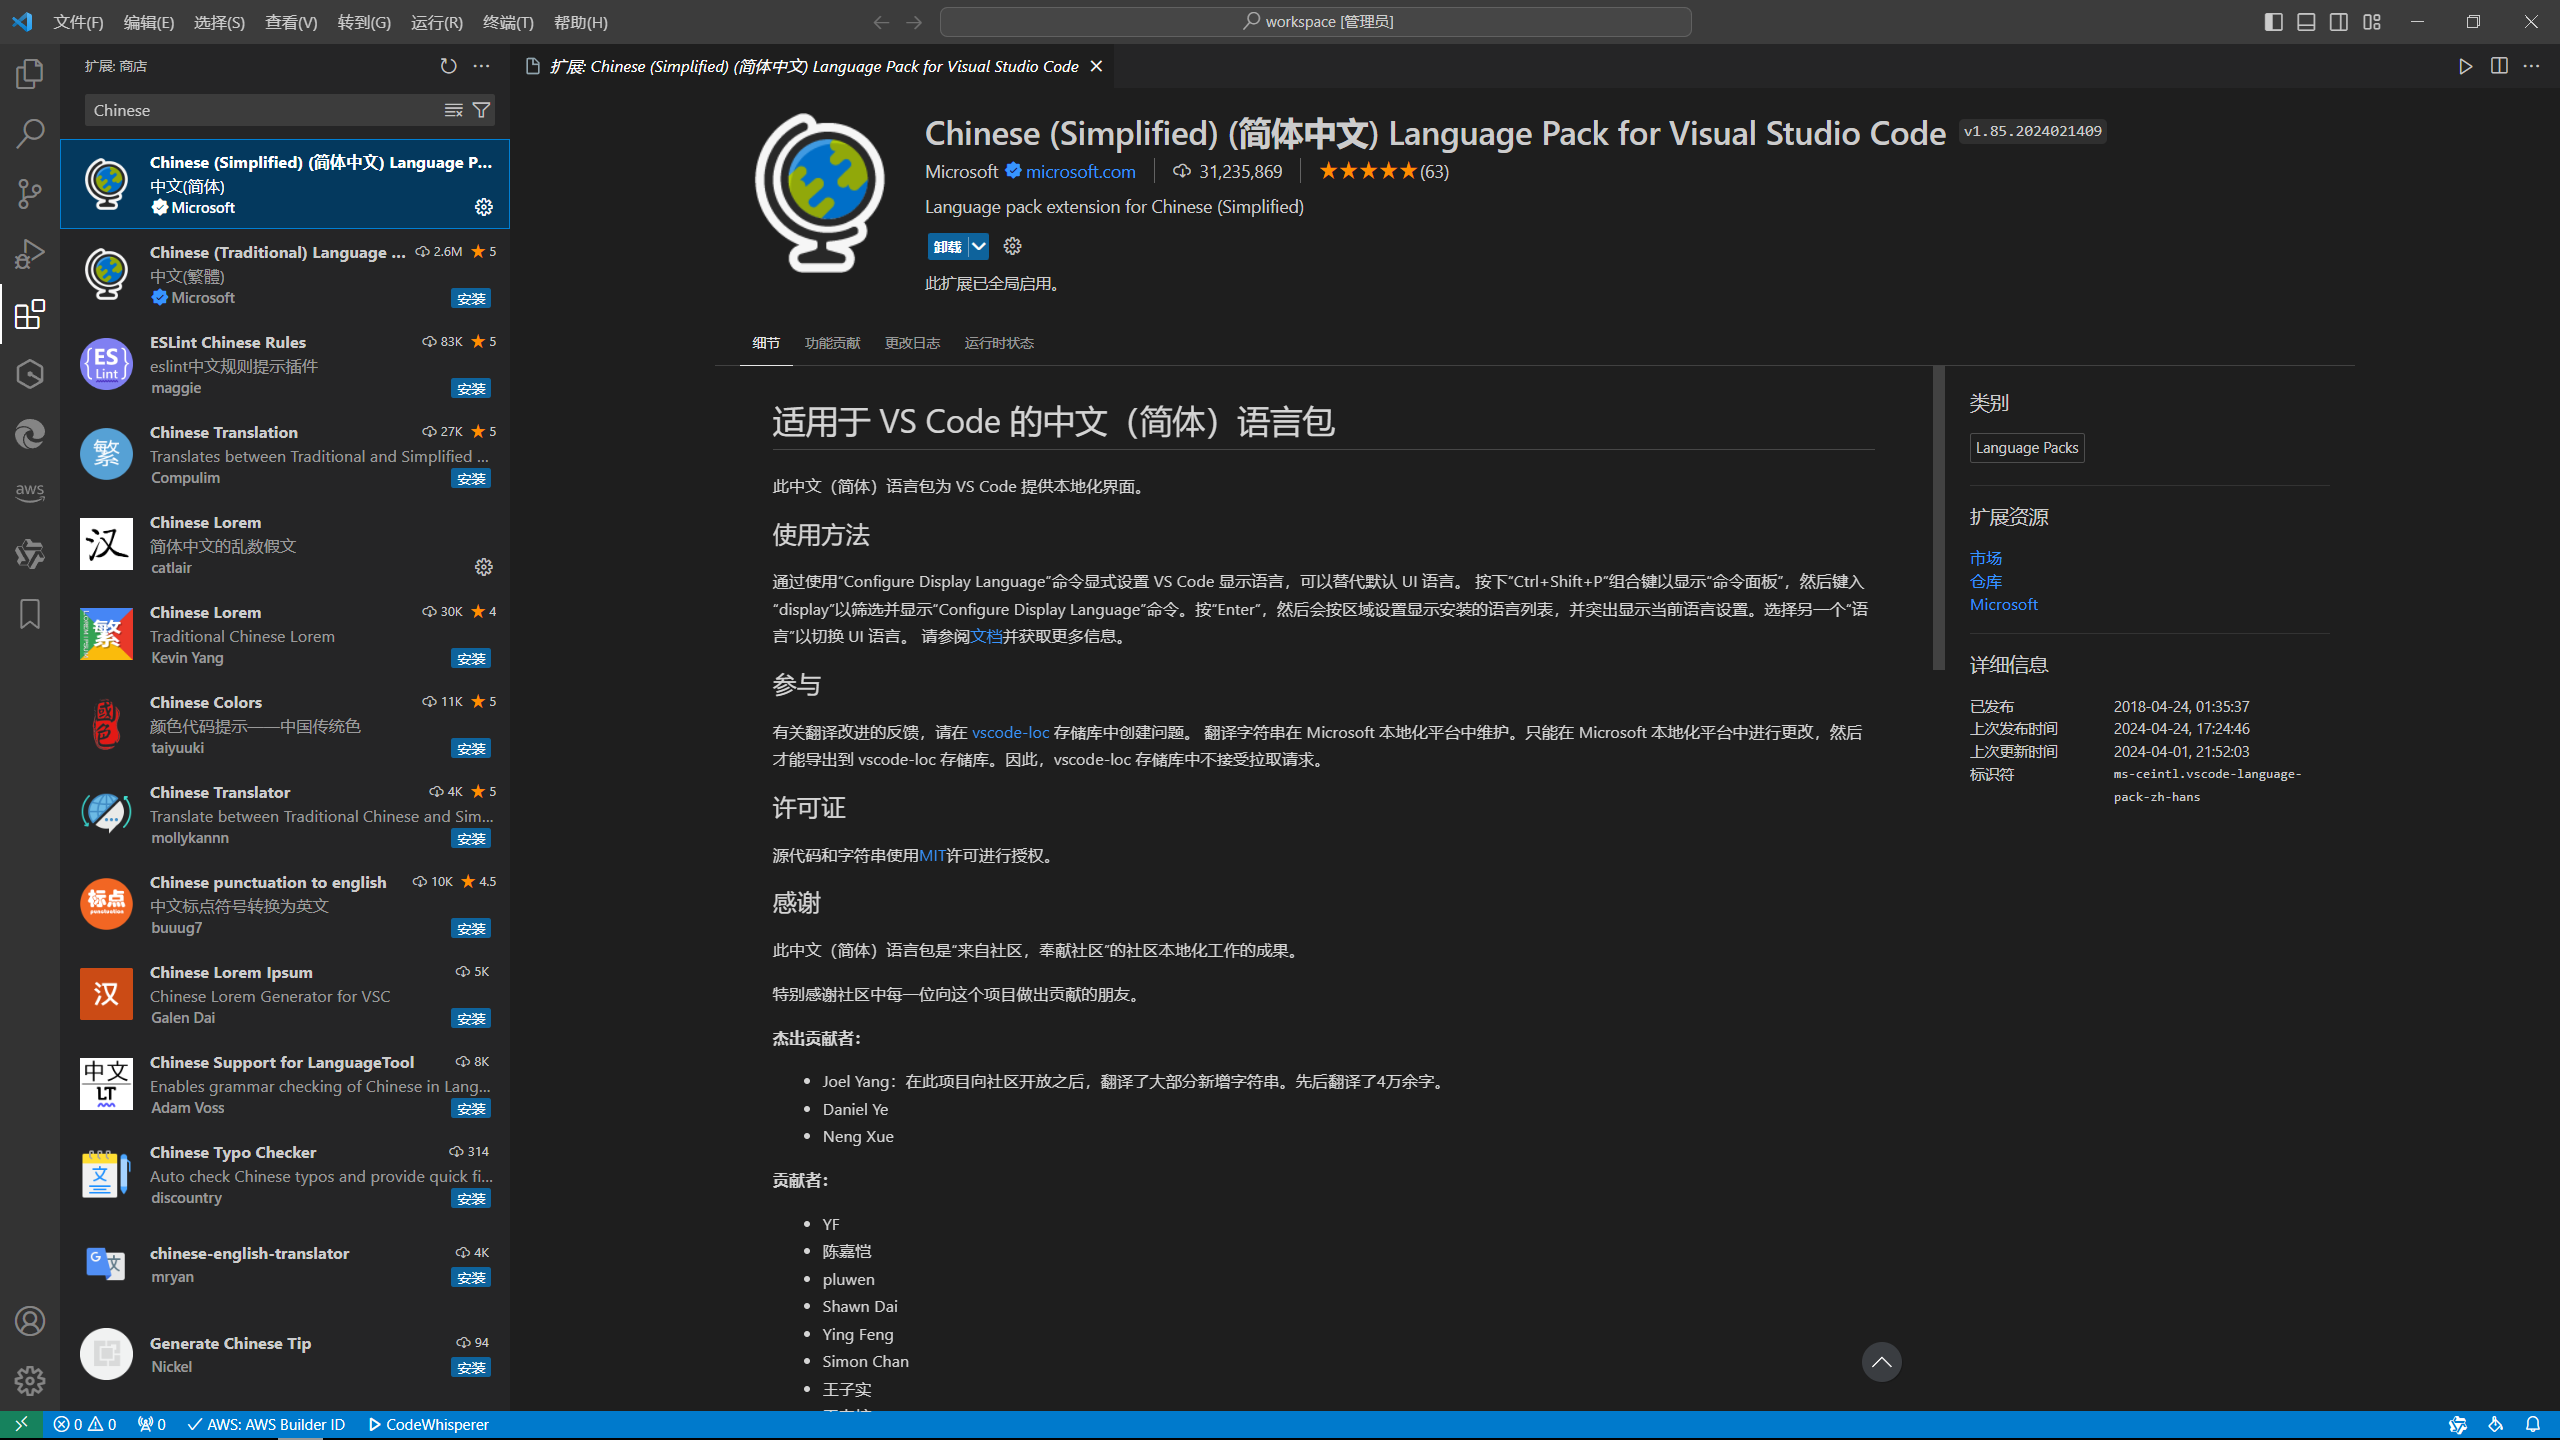 文件(F) 编辑(E) 选择(S) 查看(V) 转到(G) 运行(R) 终端(T) 帮助(H)
workspace [管理员]
扩展: 商店
Chinese
Chinese (Simplified) (简体中文) Language P...
中文(简体)
Microsoft
Chinese (Traditional) Language ... 2.6M 5
中文(繁體)
Microsoft 安装
ESLint Chinese Rules 83K 5
eslint中文规则提示插件
maggie 安装
Chinese Translation 27K 5
Translates between Traditional and Simplified ...
Compulim 安装
Chinese Lorem
简体中文的乱数假文
catlair
Chinese Lorem 30K 4
Traditional Chinese Lorem
Kevin Yang 安装
Chinese Colors 11K 5
颜色代码提示——中国传统色
taiyuuki 安装
Chinese Translator 4K 5
Translate between Traditional Chinese and Sim...
mollykannn 安装
Chinese punctuation to english 10K 4.5
中文标点符号转换为英文
buuug7 安装
Chinese Lorem Ipsum 5K
Chinese Lorem Generator for VSC
Galen Dai 安装
Chinese Support for LanguageTool 8K
Enables grammar checking of Chinese in Lang...
Adam Voss 安装
Chinese Typo Checker 314
Auto check Chinese typos and provide quick fi...
discountry 安装
chinese-english-translator 4K
mryan 安装
Generate Chinese Tip 94
Nickel 安装
扩展: Chinese (Simplified) (简体中文) Language Pack for Visual Studio Code
Chinese (Simplified) (简体中文) Language Pack for Visual Studio Code v1.85.2024021409
Microsoft microsoft.com 31,235,869 ★★★★★(63)
Language pack extension for Chinese (Simplified)
卸载
此扩展已全局启用。
细节 功能贡献 更改日志 运行时状态
适用于 VS Code 的中文（简体）语言包
此中文（简体）语言包为 VS Code 提供本地化界面。
使用方法
通过使用“Configure Display Language”命令显式设置 VS Code 显示语言，可以替代默认 UI 语言。 按下“Ctrl+Shift+P”组合键以显示“命令面板”，然后键入
“display”以筛选并显示“Configure Display Language”命令。按“Enter”，然后会按区域设置显示安装的语言列表，并突出显示当前语言设置。选择另一个“语
言”以切换 UI 语言。 请参阅文档并获取更多信息。
参与
有关翻译改进的反馈，请在 vscode-loc 存储库中创建问题。 翻译字符串在 Microsoft 本地化平台中维护。只能在 Microsoft 本地化平台中进行更改，然后
才能导出到 vscode-loc 存储库。因此，vscode-loc 存储库中不接受拉取请求。
许可证
源代码和字符串使用MIT许可进行授权。
感谢
此中文（简体）语言包是“来自社区，奉献社区”的社区本地化工作的成果。
特别感谢社区中每一位向这个项目做出贡献的朋友。
杰出贡献者：
• Joel Yang：在此项目向社区开放之后，翻译了大部分新增字符串。先后翻译了4万余字。
• Daniel Ye
• Neng Xue
贡献者：
• YF
• 陈嘉恺
• pluwen
• Shawn Dai
• Ying Feng
• Simon Chan
• 王子实
类别
Language Packs
扩展资源
市场
仓库
Microsoft
详细信息
已发布 2018-04-24, 01:35:37
上次发布时间 2024-04-24, 17:24:46
上次更新时间 2024-04-01, 21:52:03
标识符 ms-ceintl.vscode-language-
pack-zh-hans
aws
{ES}
Lint
繁
汉
繁
國色
标点
punctuation
汉
中文
LT
文
G 文
0 0 0 AWS: AWS Builder ID CodeWhisperer